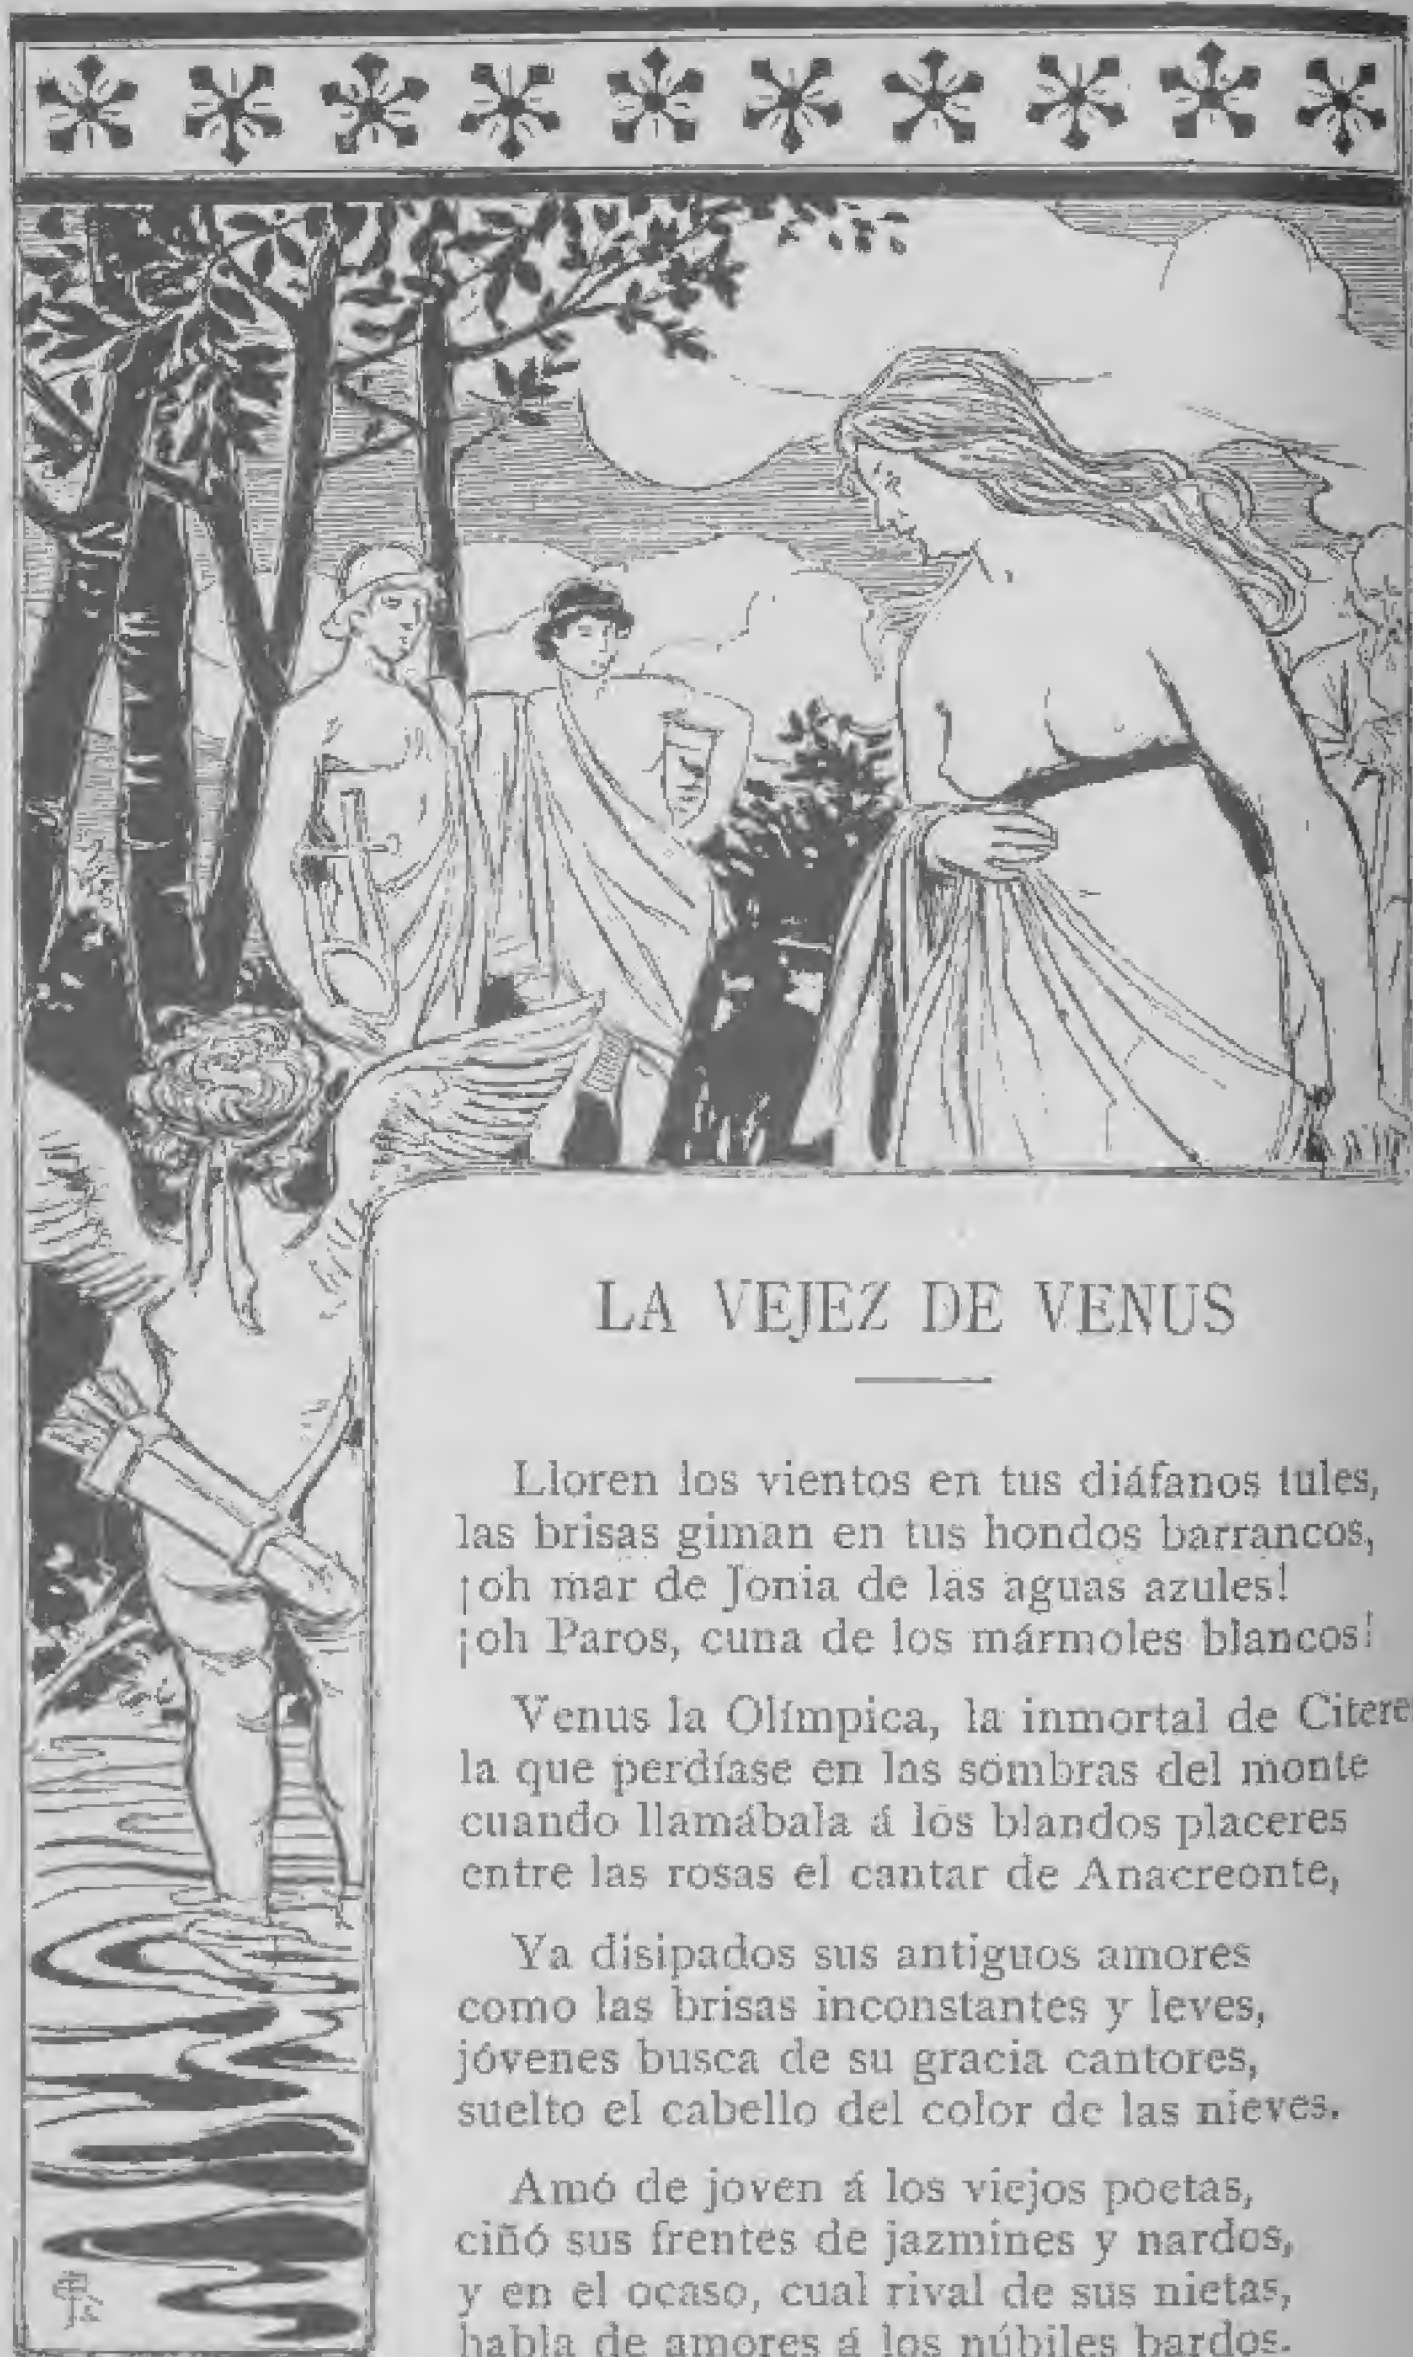 LA VEJEZ DE VENUS
Lloren los vientos en tus diáfanos tules,
las brisas giman en tus hondos barrancos,
¡oh mar de Jonia de las aguas azules!
¡oh Paros, cuna de los mármoles blancos!
Venus la Olímpica, la inmortal de
la que perdíase en las sombras del monte
cuando llamábala á los blandos placeres
entre las rosas el cantar de Anacreonte,
Ya disipados sus antiguos amores
como las brisas inconstantes y leves,
jóvenes busca de su gracia cantores,
suelto el cabello del color de las nieves.
Amó de joven á los viejos poetas,
ciñó sus frentes de jazmines y nardos,
y en el ocaso, cual rival de sus nietas,
habla de amores á los núbiles bardos.